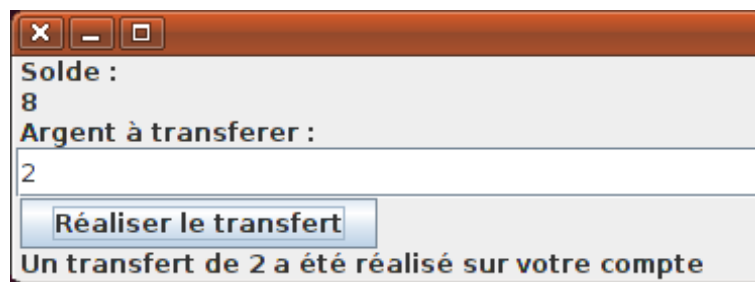 Solde :
8
Argent à transferer :
2
Réaliser le transfert
Un transfert de 2 a été réalisé sur votre compte